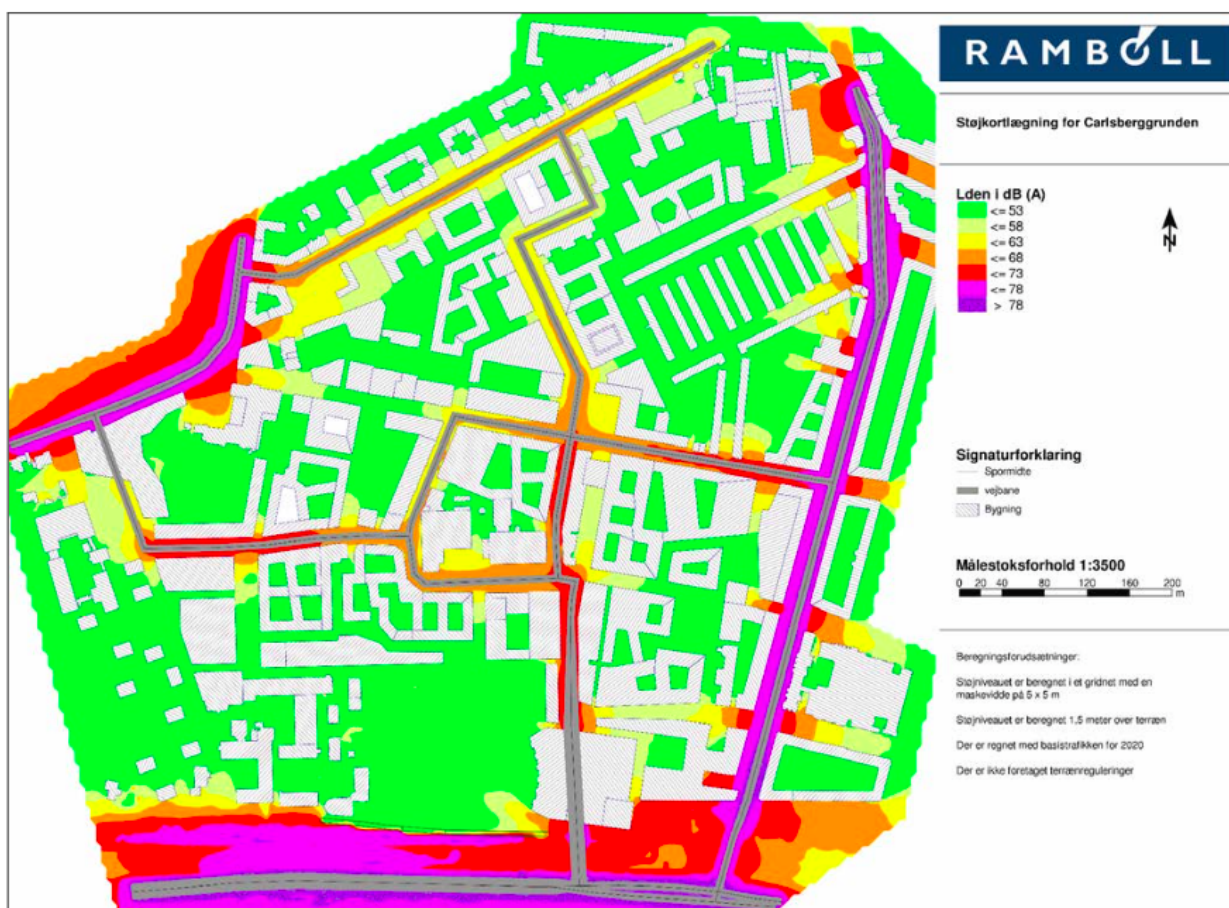 RAMBØLL
Støjkortlægning for Carlsberggrunden
Lden i dB (A)
<= 53
<= 58
<= 63
<= 68
<= 73
<= 78
> 78
N
Signaturforklaring
Spormidte
vejbane
Bygning
Målestoksforhold 1:3500
0 20 40 80 120 160 200
m
Beregningsforudsætninger:
Støjniveauet er beregnet i et gridnet med en
maskevidde på 5 x 5 m
Støjniveauet er beregnet 1,5 meter over terræn
Der er regnet med basistrafikken for 2020
Der er ikke foretaget terrænreguleringer